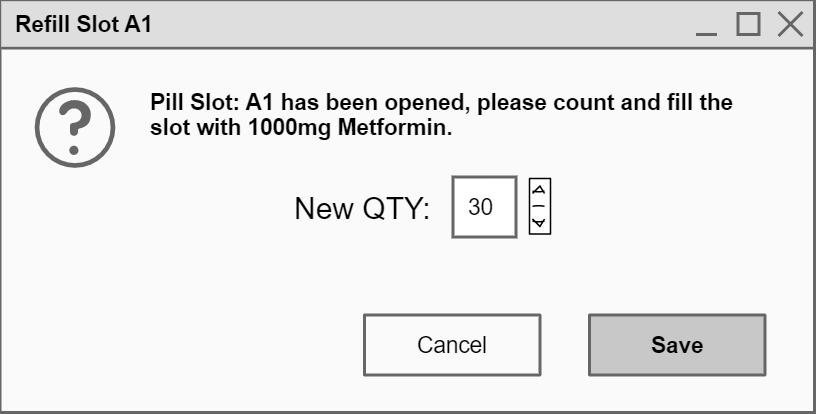 Refill Slot A1
Pill Slot: A1 has been opened, please count and fill the
slot with 1000mg Metformin.
New QTY: 30
Cancel
Save